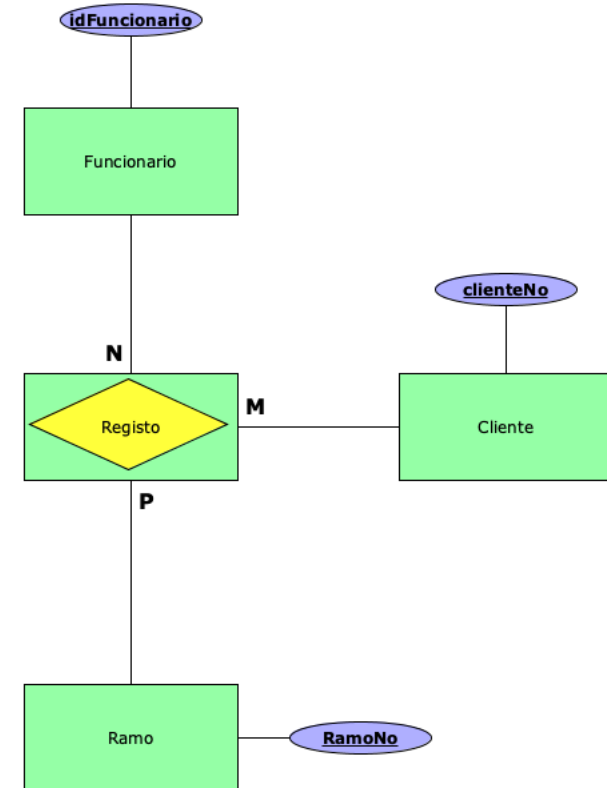 idFuncionario
Funcionario
clienteNo
N
M
Registo
Cliente
P
Ramo
RamoNo